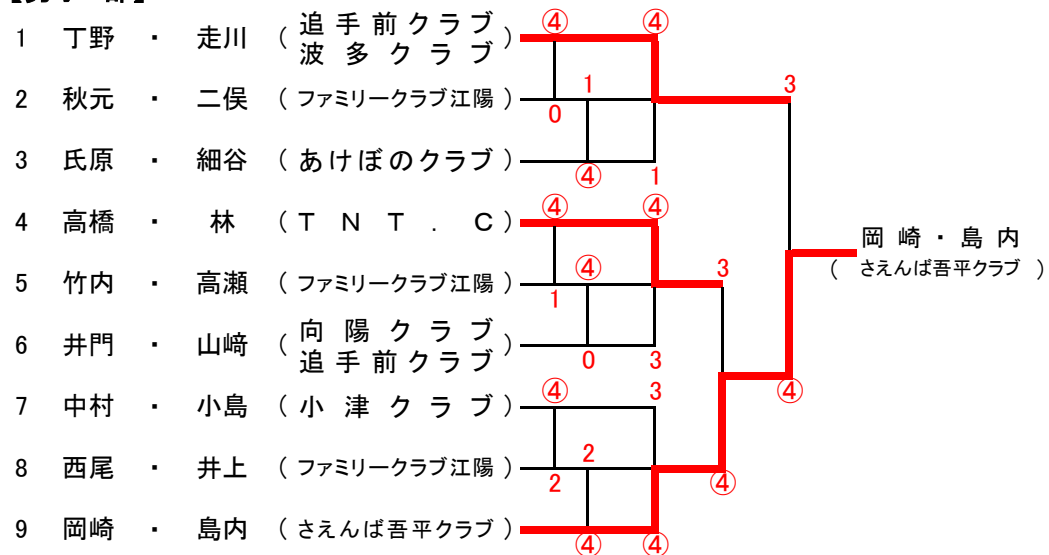 ④ ④
1 丁野 ・ 走川 ( 追手前クラブ 波多クラブ )
1 3
2 秋元 ・ 二俣 ( ファミリークラブ江陽 )
0
3 氏原 ・ 細谷 ( あけぼのクラブ )
④ 1
④ ④
4 高橋 ・ 林 ( TNT.C )
岡崎・島内
( さえんば吾平クラブ )
④ 3
5 竹内 ・ 高瀬 ( ファミリークラブ江陽 )
1
6 井門 ・ 山﨑 ( 向陽クラブ 追手前クラブ )
0 3
④ 3 ④
7 中村 ・ 小島 ( 小津クラブ )
2
8 西尾 ・ 井上 ( ファミリークラブ江陽 )
2 ④
9 岡崎 ・ 島内 ( さえんば吾平クラブ )
④ ④